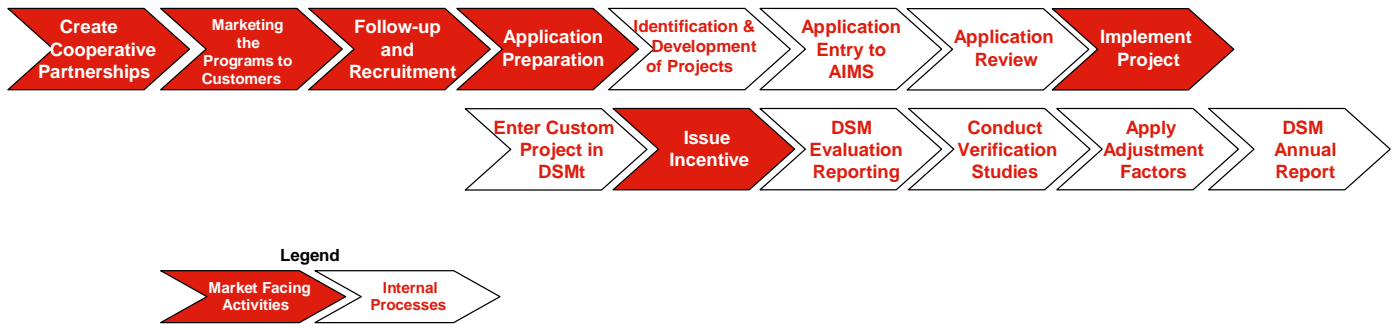 Create
Cooperative
Partnerships
Marketing
the
Programs to
Customers
Follow-up
and
Recruitment
Application
Preparation
Identification &
Development
of Projects
Application
Entry to
AIMS
Application
Review
Implement
Project
Enter Custom
Project in
DSMt
Issue
Incentive
DSM
Evaluation
Reporting
Conduct
Verification
Studies
Apply
Adjustment
Factors
DSM
Annual
Report
Legend
Market Facing
Activities
Internal
Processes